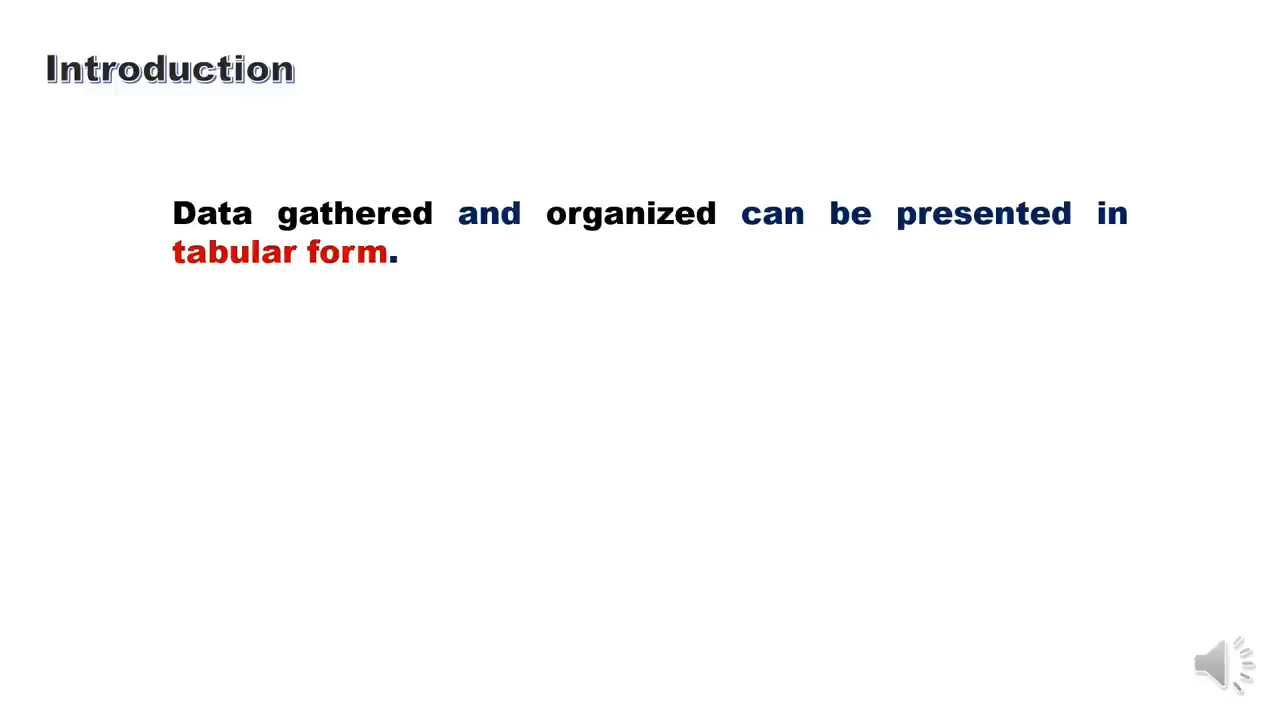 Introduction
Data gathered and organized can be presented in
tabular form.